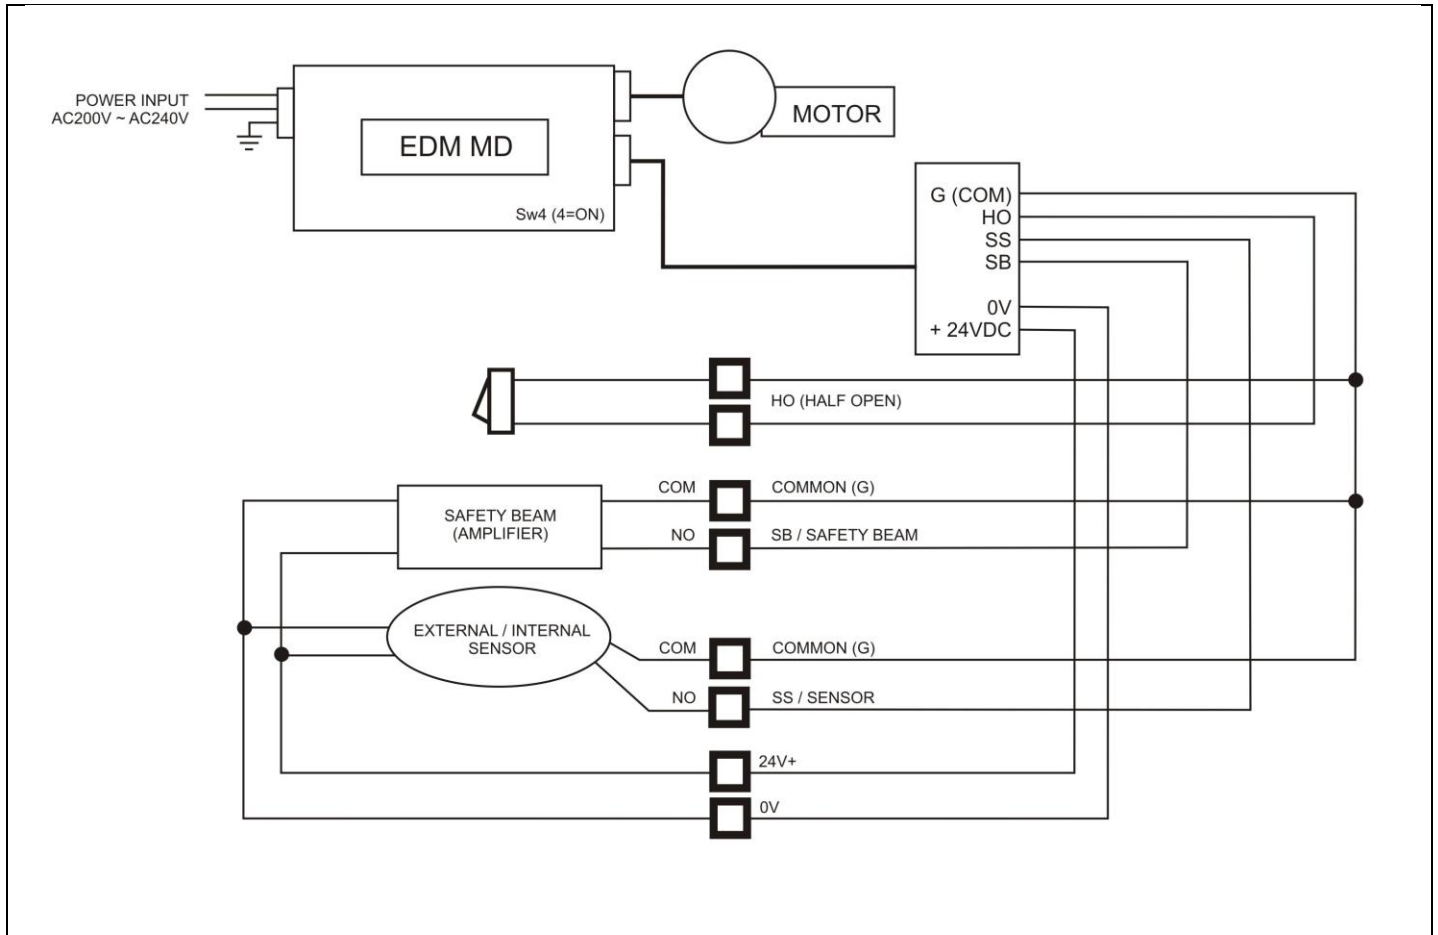 POWER INPUT
AC200V ~ AC240V
EDM MD
Sw4 (4=ON)
MOTOR
G (COM)
HO
SS
SB
0V
+ 24VDC
HO (HALF OPEN)
COM
COMMON (G)
SAFETY BEAM
(AMPLIFIER)
NO
SB / SAFETY BEAM
EXTERNAL / INTERNAL
SENSOR
COM
COMMON (G)
NO
SS / SENSOR
24V+
0V